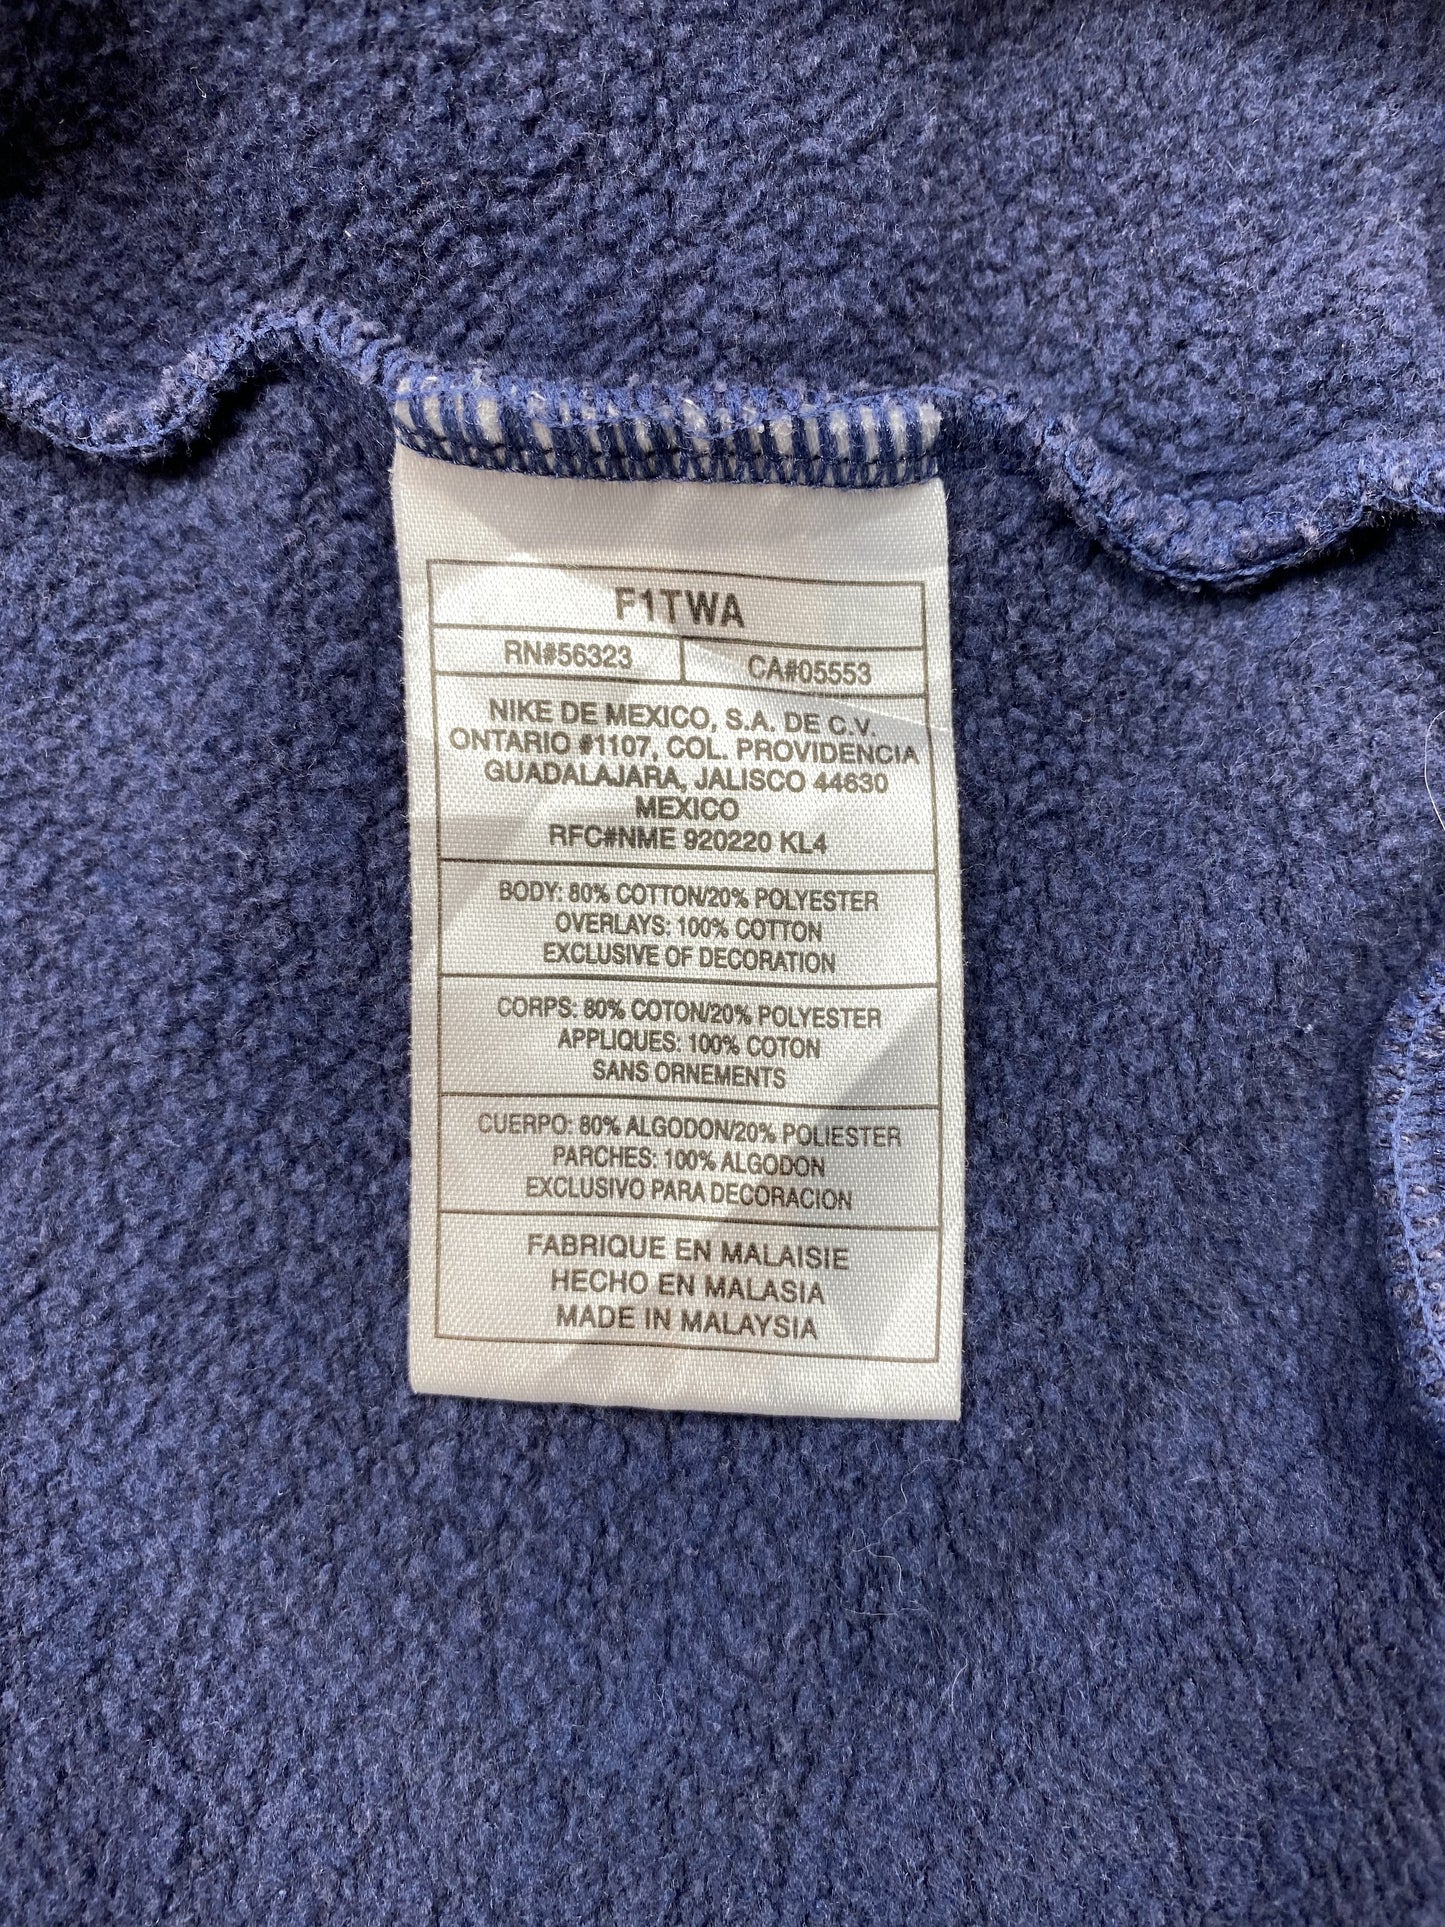 F1TWA
RN#56323 CA#05553
NIKE DE MEXICO, S.A. DE C.V.
ONTARIO #1107, COL. PROVIDENCIA
GUADALAJARA, JALISCO 44630
MEXICO
RFC#NME 920220 KL4
BODY: 80% COTTON/20% POLYESTER
OVERLAYS: 100% COTTON
EXCLUSIVE OF DECORATION
CORPS: 80% COTON/20% POLYESTER
APPLIQUES: 100% COTON
SANS ORNEMENTS
CUERPO: 80% ALGODON/20% POLIESTER
PARCHES: 100% ALGODON
EXCLUSIVO PARA DECORACION
FABRIQUE EN MALAISIE
HECHO EN MALASIA
MADE IN MALAYSIA